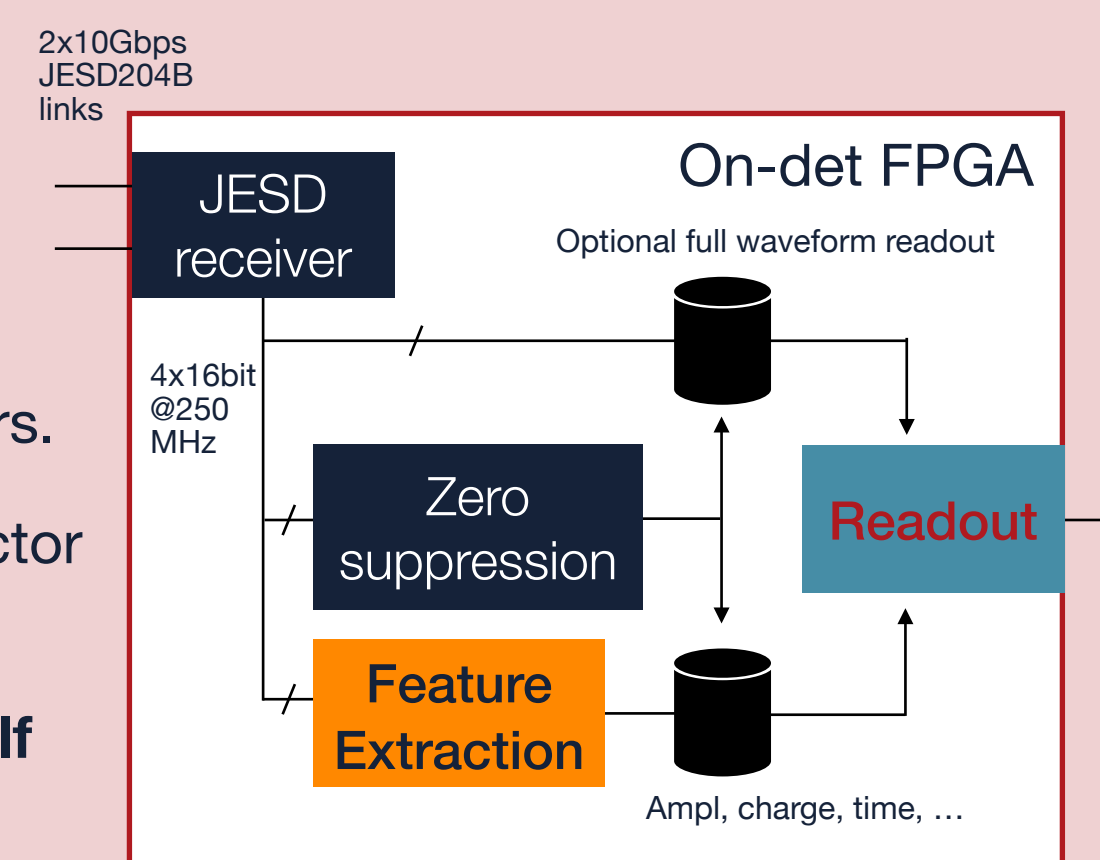 2x10Gbps
JESD204B
links
On-det FPGA
JESD
receiver
Optional full waveform readout
4x16bit
@250
MHz
rs.
Zero
suppression
Readout
ctor
Feature
Extraction
lf
Ampl, charge, time, …